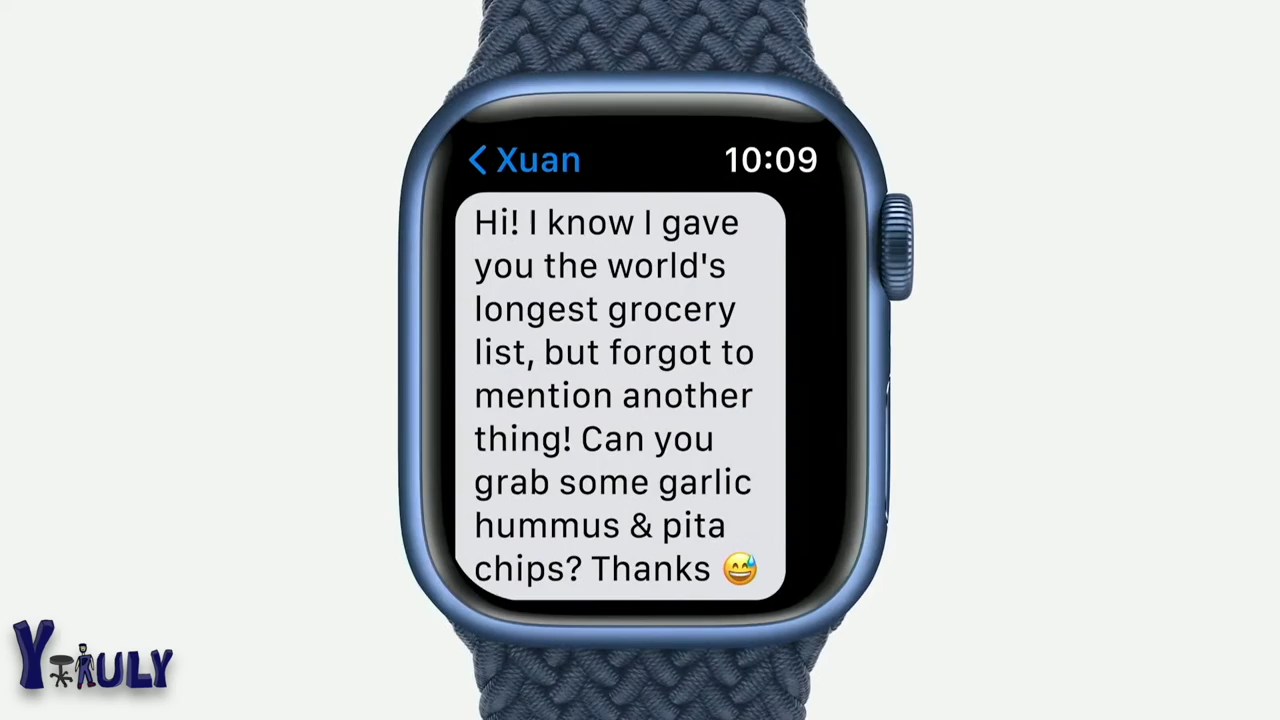 Xuan 10:09
Hi! I know I gave
you the world's
longest grocery
list, but forgot to
mention another
thing! Can you
grab some garlic
hummus & pita
chips? Thanks 😅